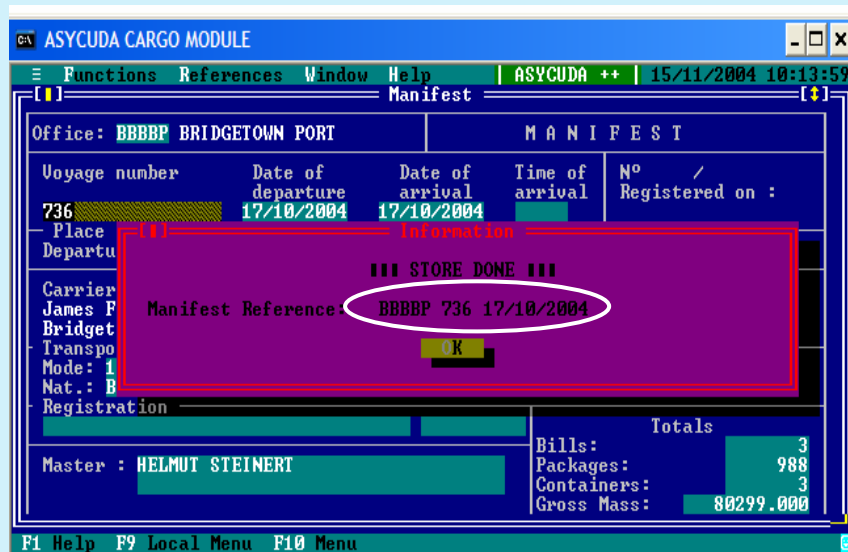 ASYCUDA CARGO MODULE
≡ Functions References Window Help ASYCUDA ++ 15/11/2004 10:13:59
Manifest
Office: BBBBP BRIDGETOWN PORT M A N I F E S T
Voyage number Date of departure Date of arrival Time of arrival Nº /
Registered on :
736 17/10/2004 17/10/2004
Place
Information
Departu
STORE DONE
Carrier
James F Manifest Reference: BBBBP 736 17/10/2004
Bridget
Transpo OK
Mode: 1
Nat.: B
Registration
Totals
Bills: 3
Master : HELMUT STEINERT Packages: 988
Containers: 3
Gross Mass: 80299.000
F1 Help F9 Local Menu F10 Menu